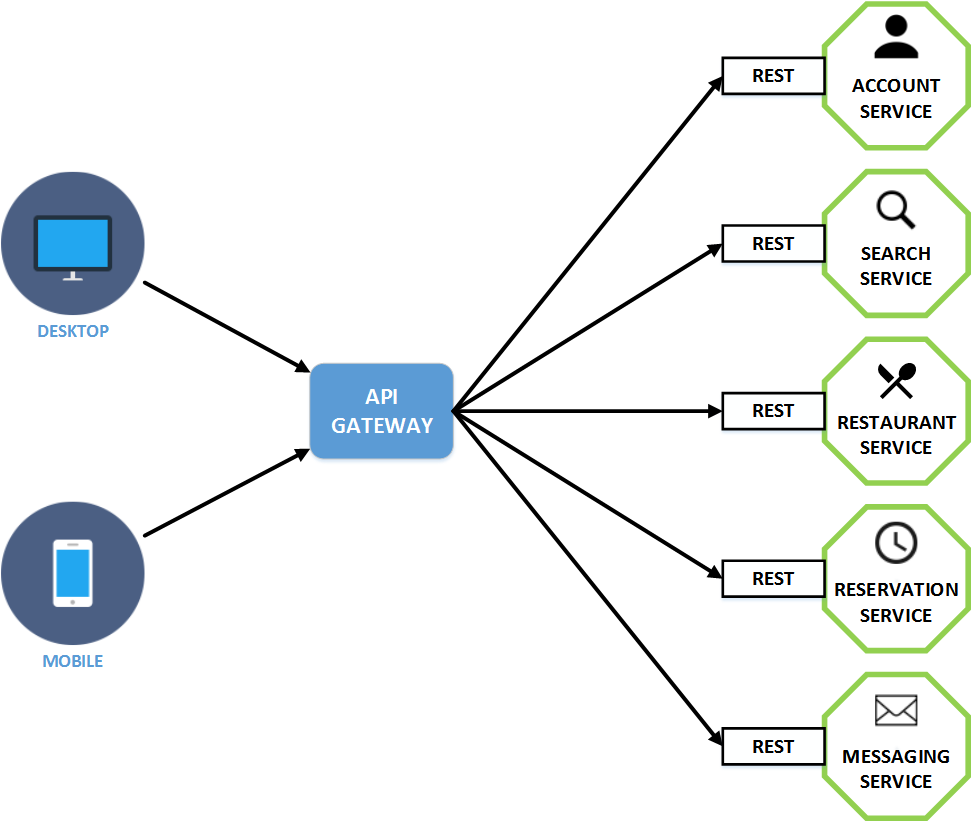 DESKTOP
MOBILE
API
GATEWAY
REST
ACCOUNT
SERVICE
REST
SEARCH
SERVICE
REST
RESTAURANT
SERVICE
REST
RESERVATION
SERVICE
REST
MESSAGING
SERVICE